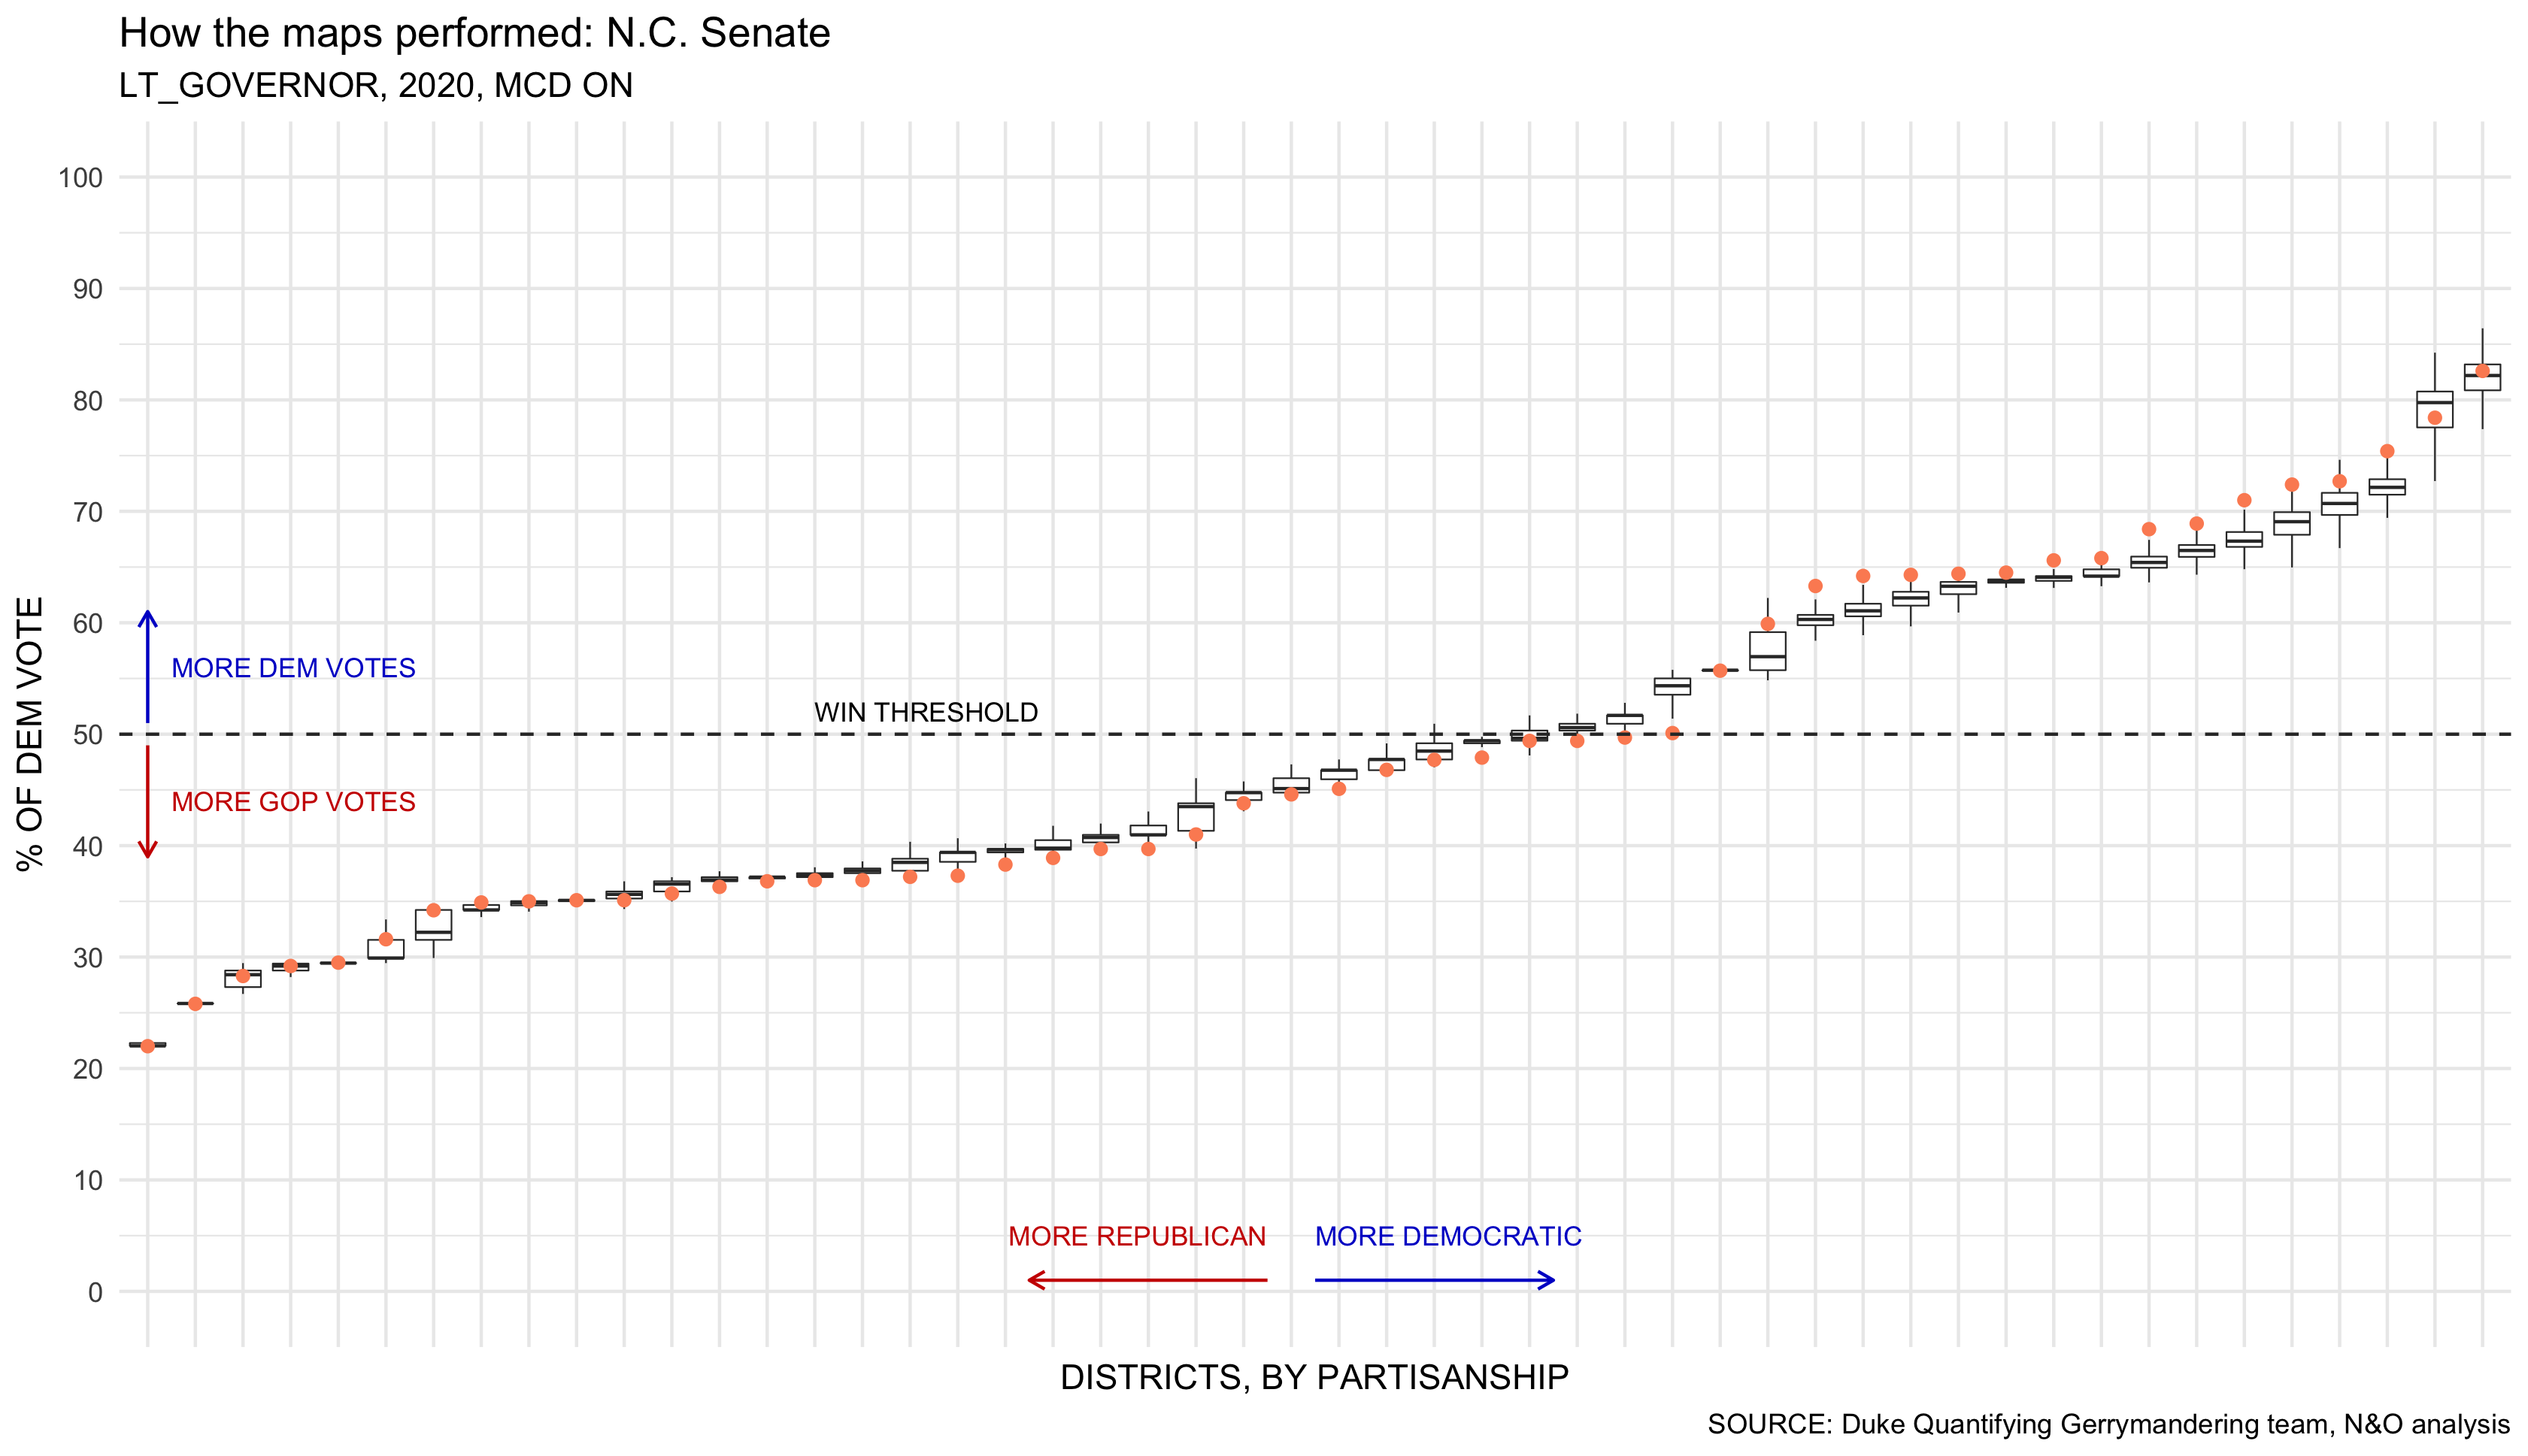 How the maps performed: N.C. Senate
LT_GOVERNOR, 2020, MCD ON
% OF DEM VOTE
100
90
80
70
60
50
40
30
20
10
0
MORE DEM VOTES
WIN THRESHOLD
MORE GOP VOTES
MORE REPUBLICAN
MORE DEMOCRATIC
DISTRICTS, BY PARTISANSHIP
SOURCE: Duke Quantifying Gerrymandering team, N&O analysis